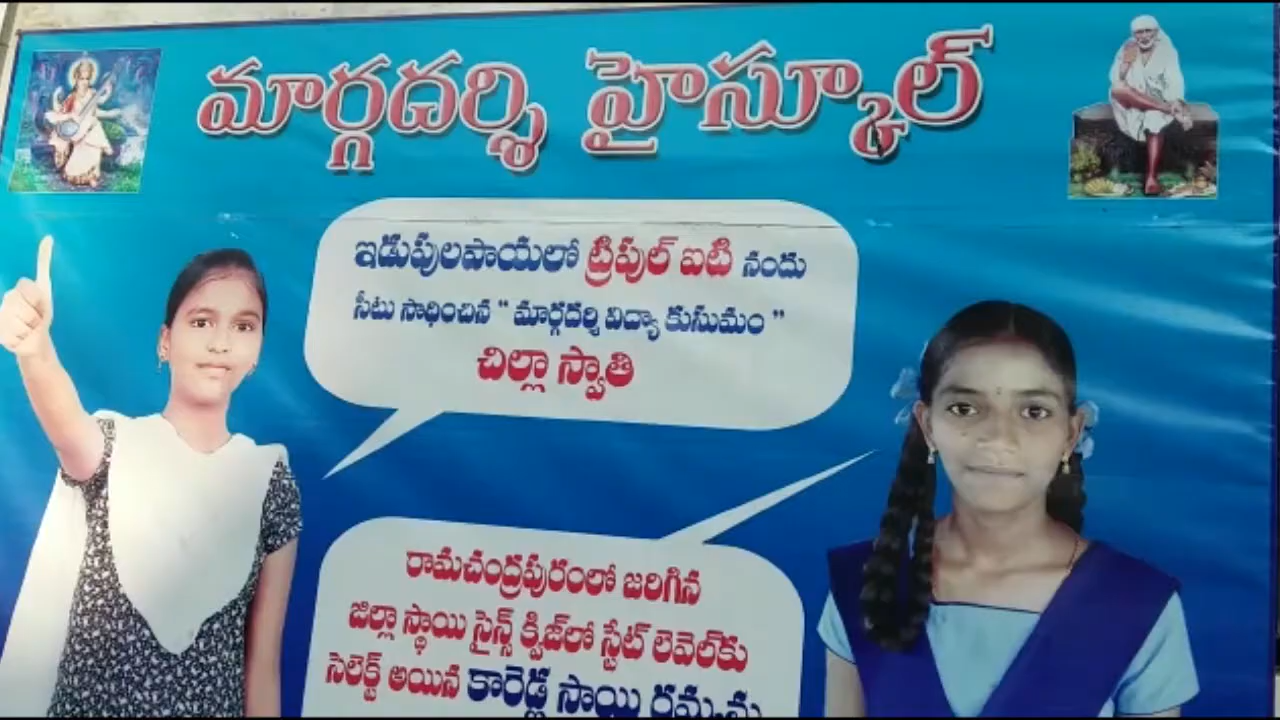 మార్గదర్శి హైస్కూల్
ఇడుపులపాయలో ట్రిపుల్ ఐటి నందు
సీటు సాధించిన " మార్గదర్శి విద్యా కుసుమం "
చిల్లా స్వాతి
రామచంద్రపురంలో జరిగిన
జిల్లా స్థాయి సైన్స్ క్విజ్‌లో స్టేట్ లెవెల్‌కు
సెలెక్ట్ అయిన కారెడ్ల సాయి